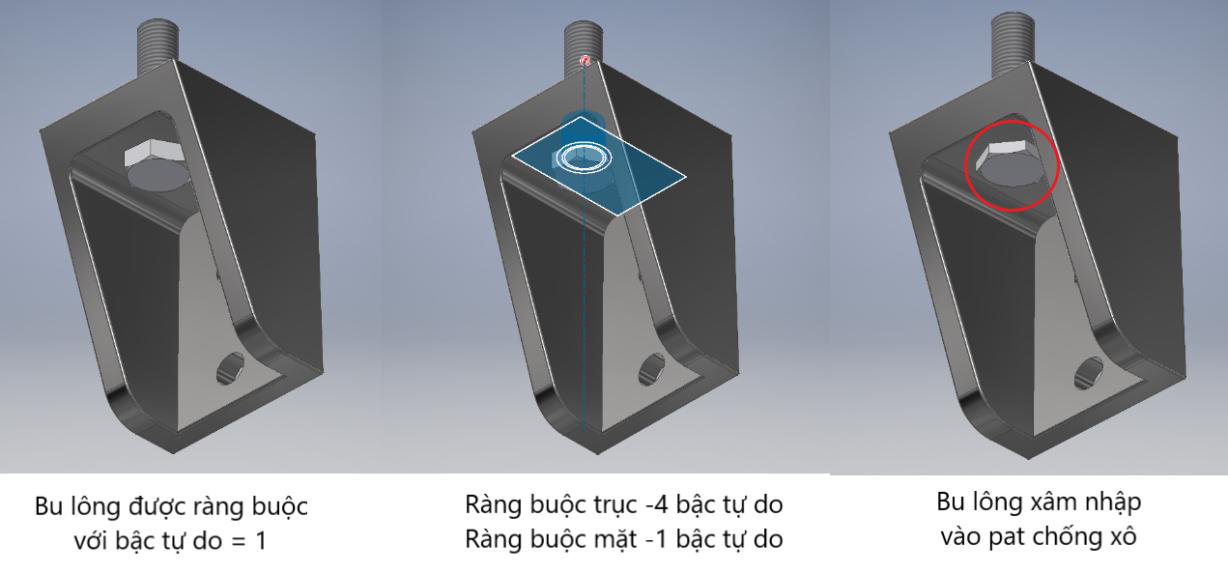 Bu lông được ràng buộc
với bậc tự do = 1
Ràng buộc trục -4 bậc tự do
Ràng buộc mặt -1 bậc tự do
Bu lông xâm nhập
vào pat chống xô